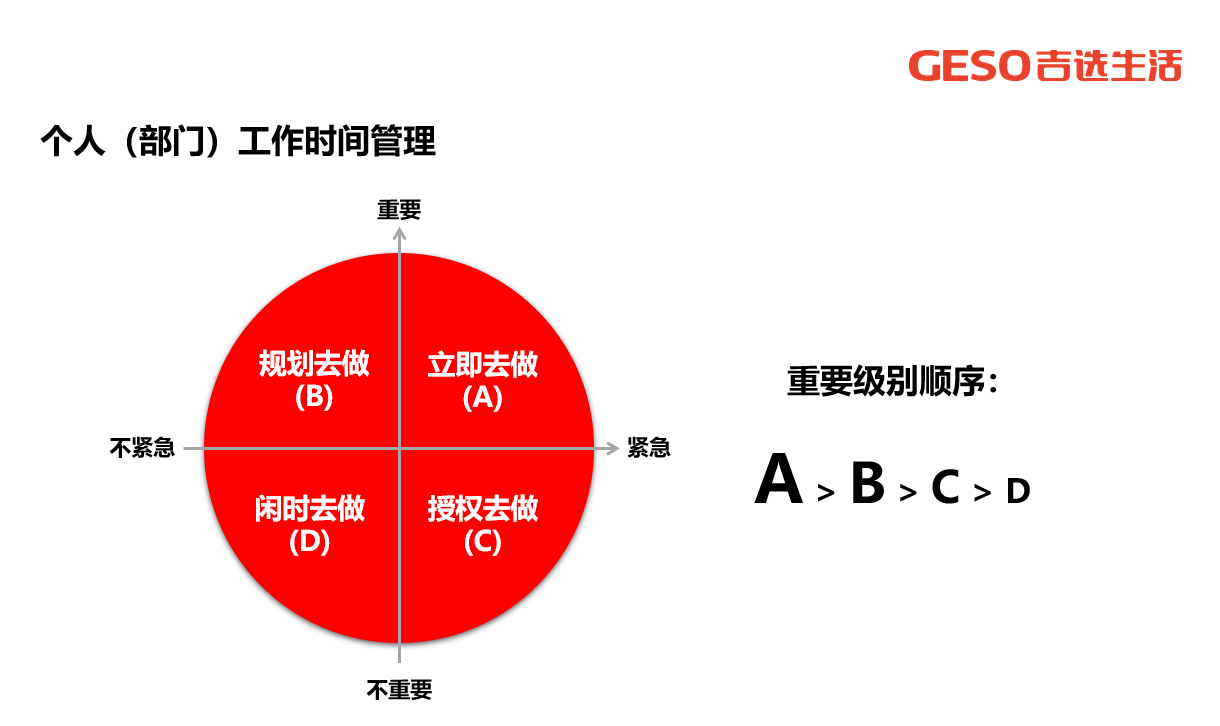 GESO吉选生活
个人（部门）工作时间管理
重要
规划去做
(B)
立即去做
(A)
不紧急
紧急
闲时去做
(D)
授权去做
(C)
不重要
重要级别顺序：
A > B > C > D